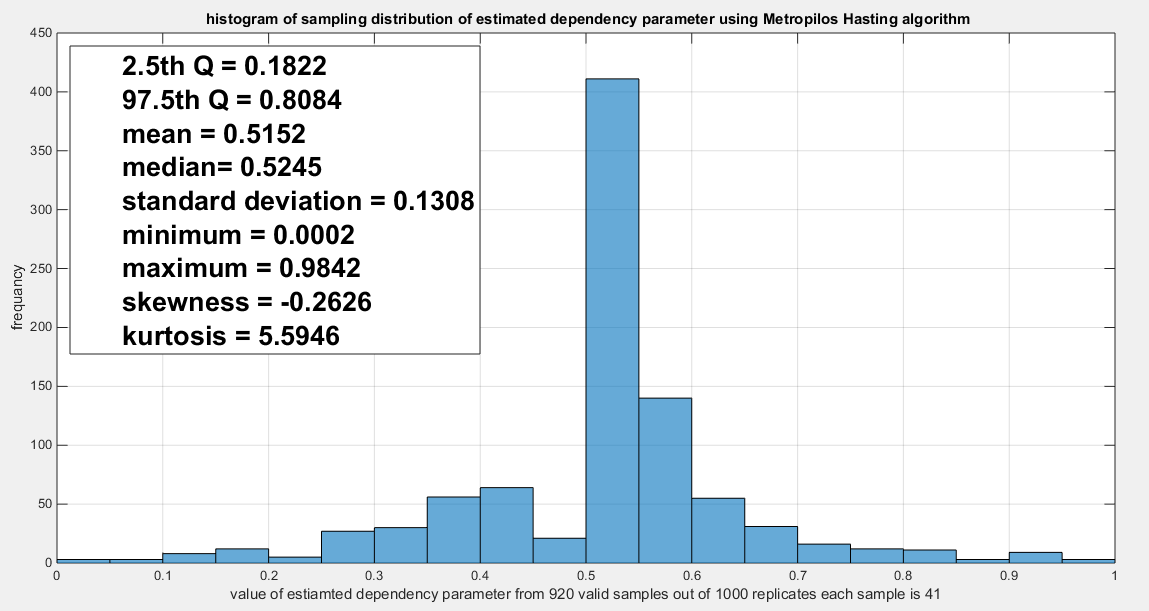 histogram of sampling distribution of estimated dependency parameter using Metropilos Hasting algorithm
450
400
350
300
250
200
150
100
50
0
frequancy
2.5th Q = 0.1822
97.5th Q = 0.8084
mean = 0.5152
median= 0.5245
standard deviation = 0.1308
minimum = 0.0002
maximum = 0.9842
skewness = -0.2626
kurtosis = 5.5946
0 0.1 0.2 0.3 0.4 0.5 0.6 0.7 0.8 0.9 1
value of estiamted dependency parameter from 920 valid samples out of 1000 replicates each sample is 41